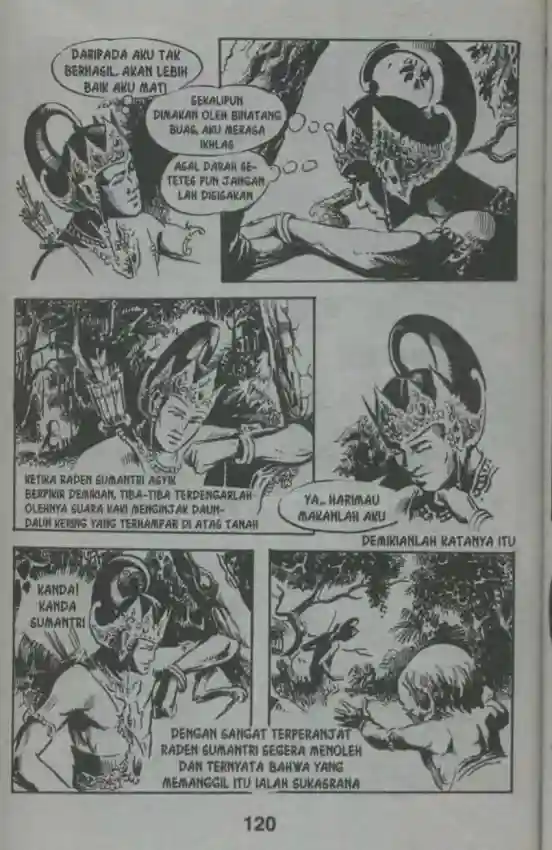 DARIPADA AKU TAK
BERHASIL, AKAN LEBIH
BAIK AKU MATI
SEKALIPUN
DIMAKAN OLEH BINATANG
BUAS, AKU MERASA
IKHLAS
ASAL DARAH SE-
TETES PUN JANGAN
LAH DISISAKAN
KETIKA RADEN SUMANTRI ASYIK
BERPIKIR DEMIKIAN, TIBA-TIBA TERDENGARLAH
OLEHNYA SUARA KAKI MENGINJAK DAUN-
DAUN KERING YANG TERHAMPAR DI ATAS TANAH
YA.. HARIMAU
MAKANLAH AKU
DEMIKIANLAH KATANYA ITU
KANDA!
KANDA
SUMANTRI
DENGAN SANGAT TERPERANJAT
RADEN SUMANTRI SEGERA MENOLEH
DAN TERNYATA BAHWA YANG
MEMANGGIL ITU IALAH SUKASRANA
120